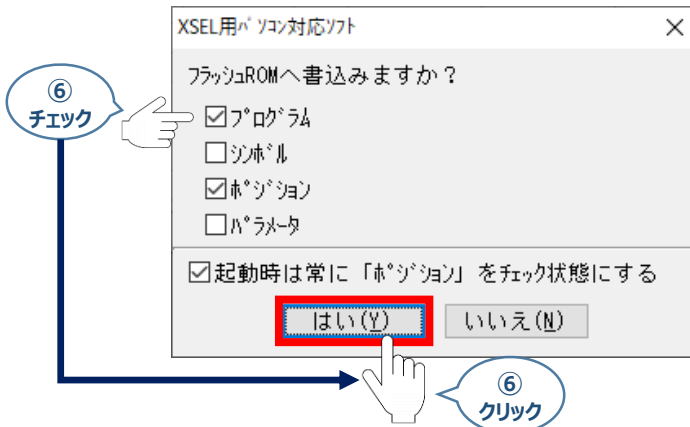 XSEL用ﾊﾟｿｺﾝ対応ｿﾌﾄ
ﾌﾗｯｼｭROMへ書込みますか？
⑥
チェック
ﾌﾟﾛｸﾞﾗﾑ
ｼﾝﾎﾞﾙ
ﾎﾟｼﾞｼｮﾝ
ﾊﾟﾗﾒｰﾀ
起動時は常に「ﾎﾟｼﾞｼｮﾝ」をﾁｪｯｸ状態にする
はい(Y) いいえ(N)
⑥
クリック